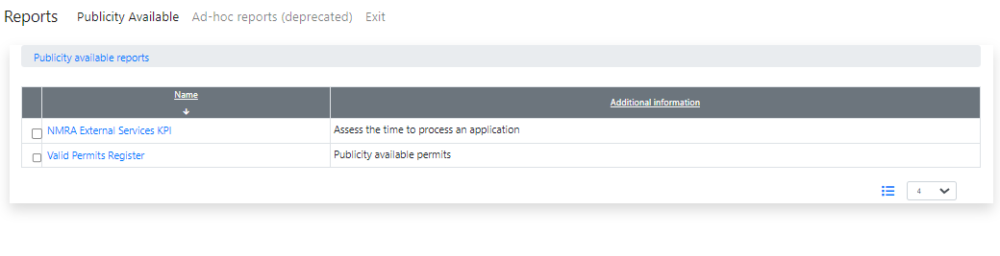 Reports Publicity Available Ad-hoc reports (deprecated) Exit
Publicity available reports
Name Additional information
NMRA External Services KPI Assess the time to process an application
Valid Permits Register Publicity available permits
4